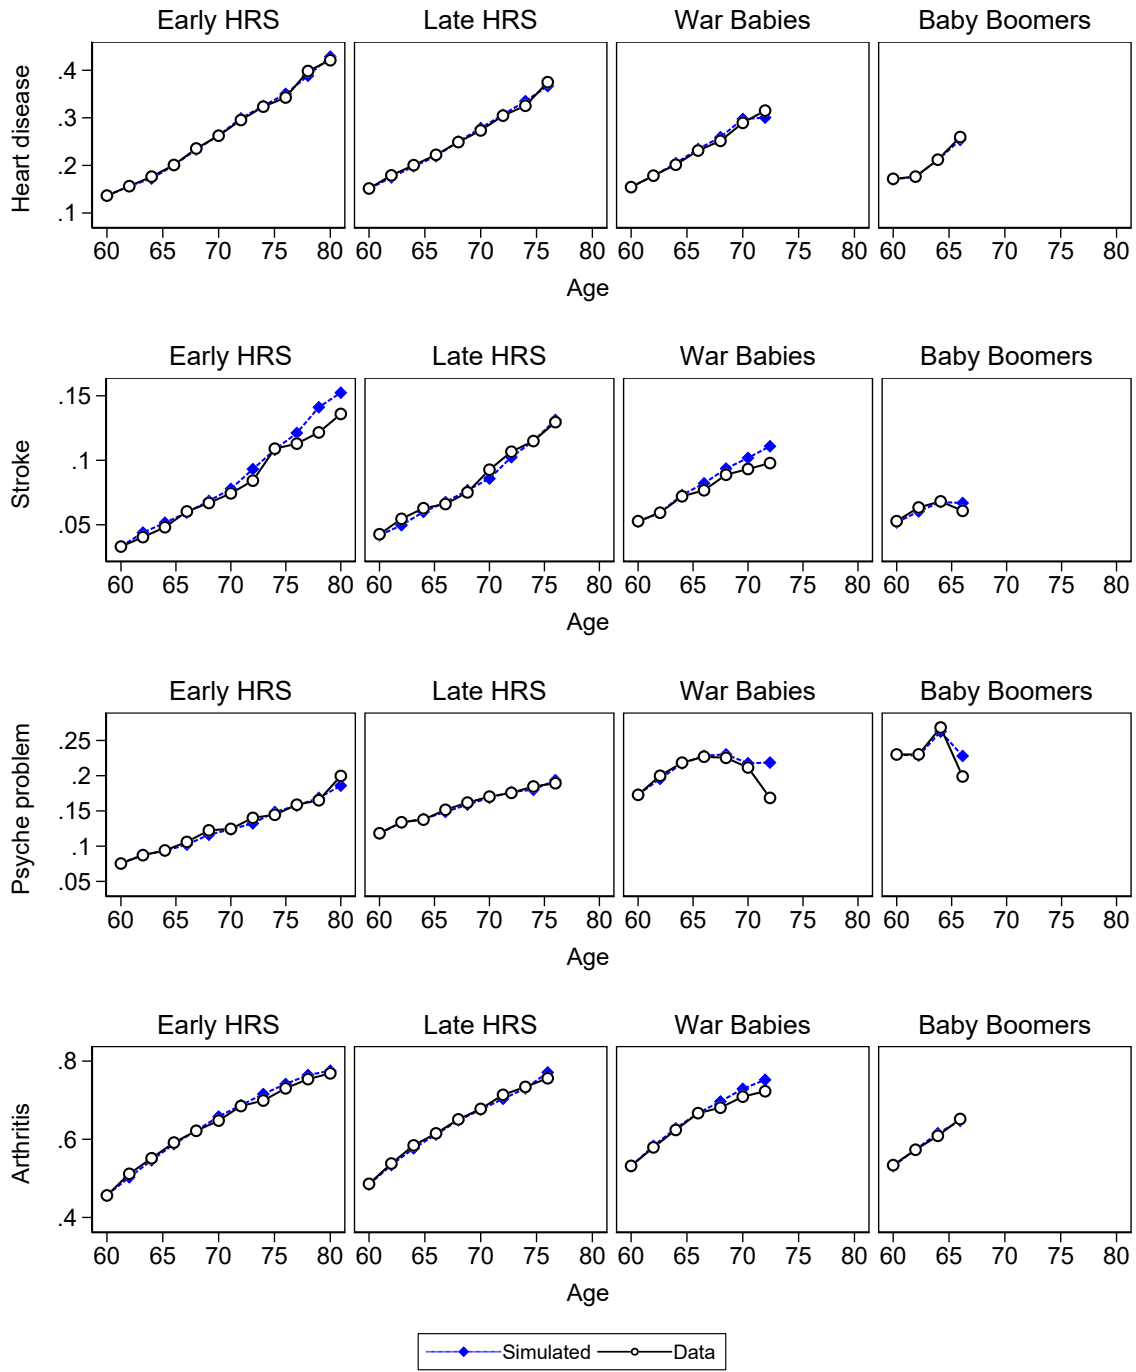 Early HRS Late HRS War Babies Baby Boomers
Heart disease
.4
.3
.2
.1
60 65 70 75 80 60 65 70 75 80 60 65 70 75 80 60 65 70 75 80
Age
Early HRS Late HRS War Babies Baby Boomers
Stroke
.15
.1
.05
60 65 70 75 80 60 65 70 75 80 60 65 70 75 80 60 65 70 75 80
Age
Early HRS Late HRS War Babies Baby Boomers
Psyche problem
.25
.2
.15
.1
.05
60 65 70 75 80 60 65 70 75 80 60 65 70 75 80 60 65 70 75 80
Age
Early HRS Late HRS War Babies Baby Boomers
Arthritis
.8
.6
.4
60 65 70 75 80 60 65 70 75 80 60 65 70 75 80 60 65 70 75 80
Age
Simulated Data